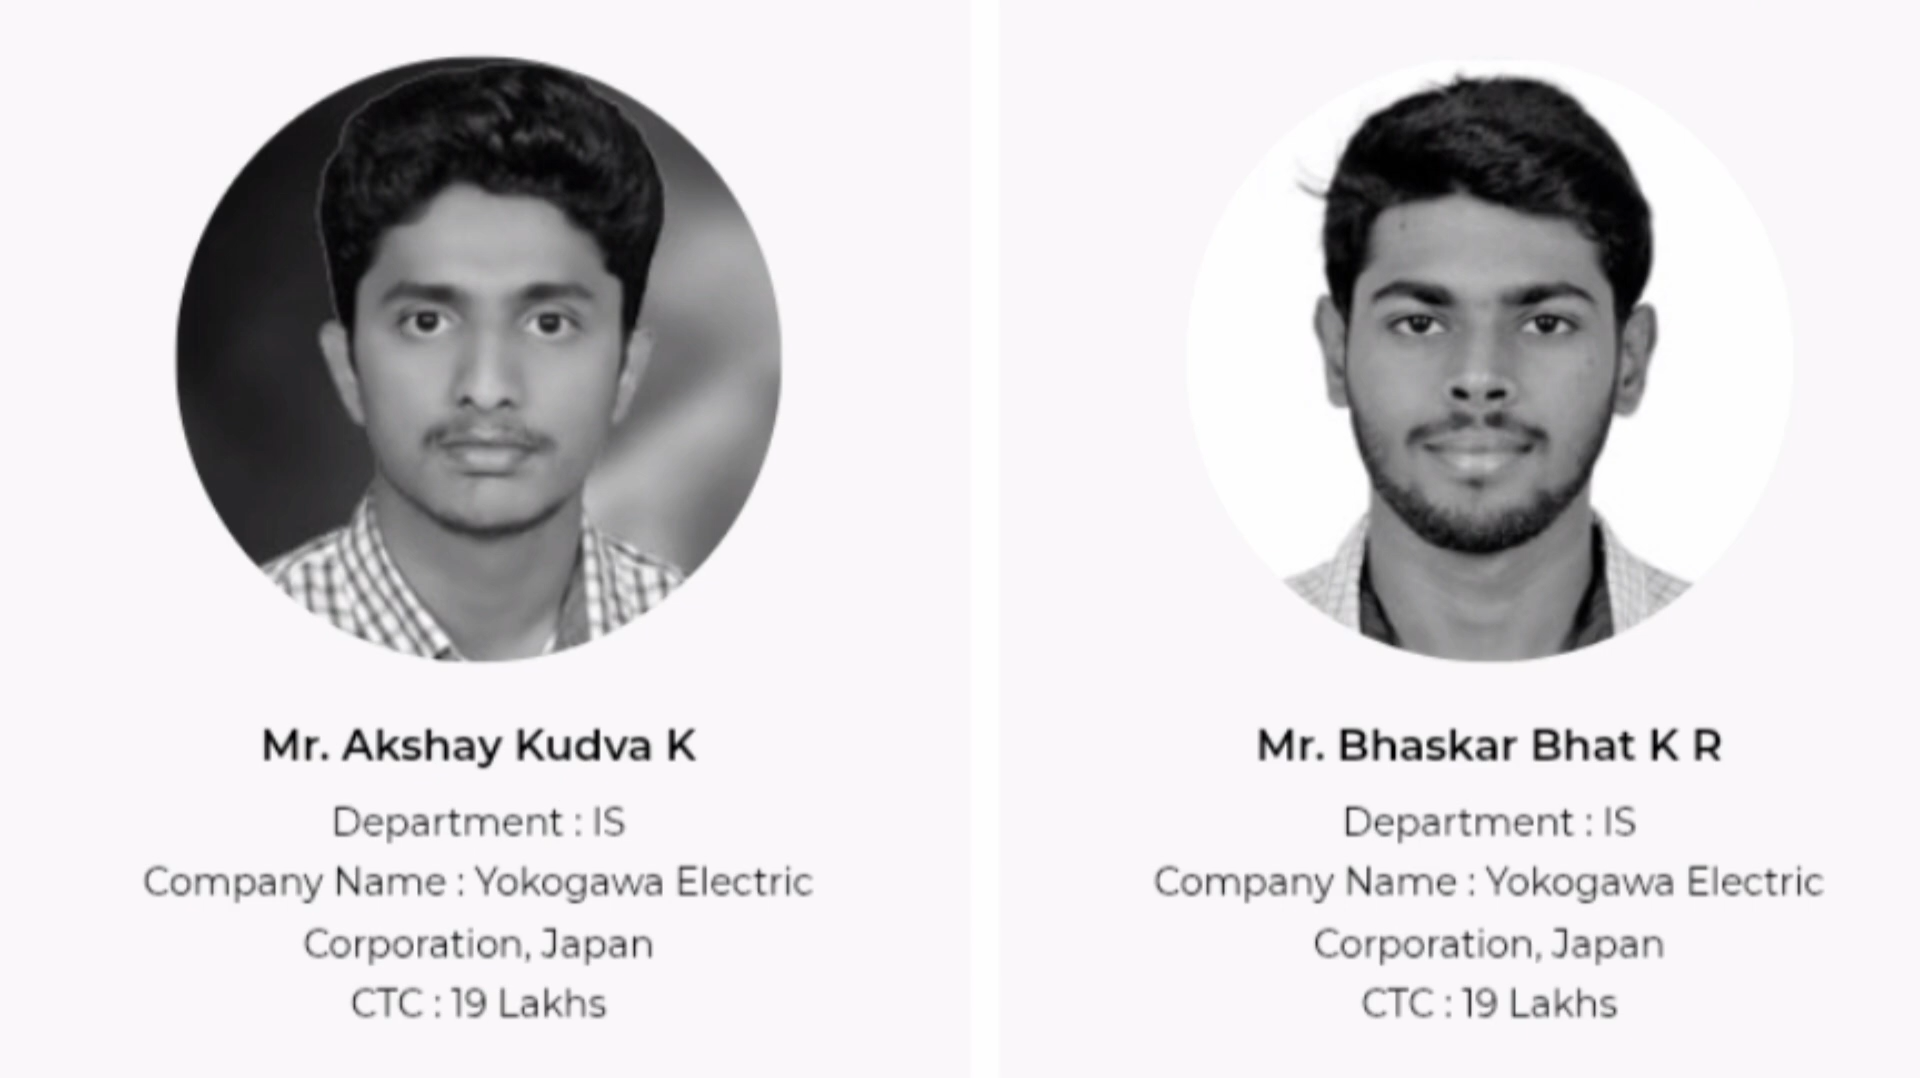 Mr. Akshay Kudva K
Department : IS
Company Name : Yokogawa Electric
Corporation, Japan
CTC : 19 Lakhs
Mr. Bhaskar Bhat K R
Department : IS
Company Name : Yokogawa Electric
Corporation, Japan
CTC : 19 Lakhs